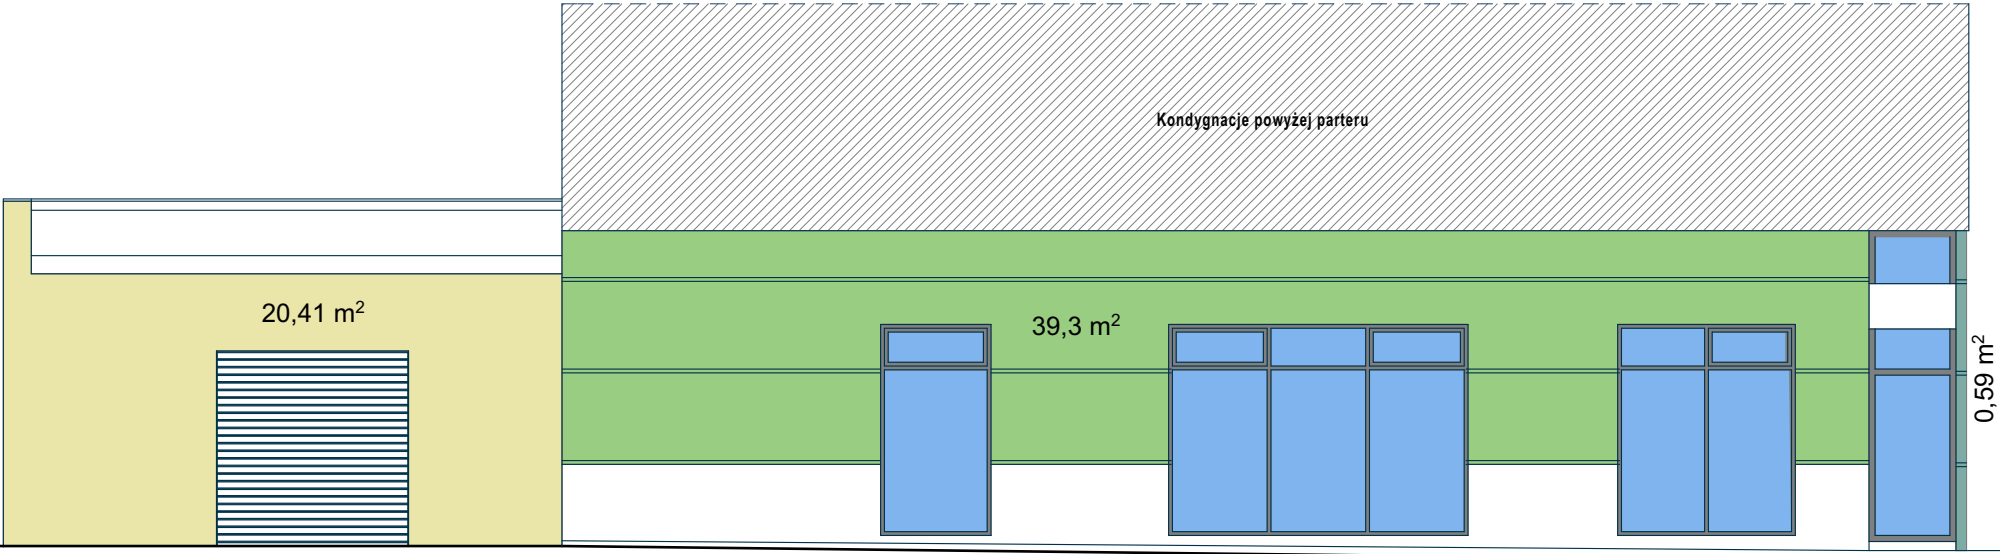 Kondygnacje powyżej parteru
20,41 m²
39,3 m²
0,59 m²